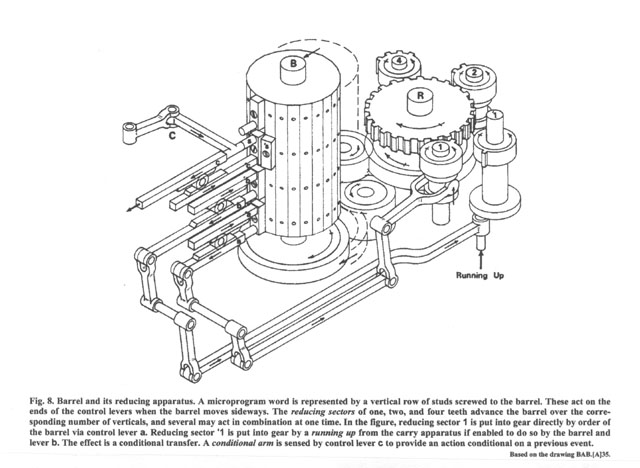 B
4
2
R
1
1
C
Running Up
Fig. 8. Barrel and its reducing apparatus. A microprogram word is represented by a vertical row of studs screwed to the barrel. These act on the
ends of the control levers when the barrel moves sideways. The reducing sectors of one, two, and four teeth advance the barrel over the corre-
sponding number of verticals, and several may act in combination at one time. In the figure, reducing sector 1 is put into gear directly by order of
the barrel via control lever a. Reducing sector '1 is put into gear by a running up from the carry apparatus if enabled to do so by the barrel and
lever b. The effect is a conditional transfer. A conditional arm is sensed by control lever c to provide an action conditional on a previous event.
Based on the drawing BAB.[A]35.